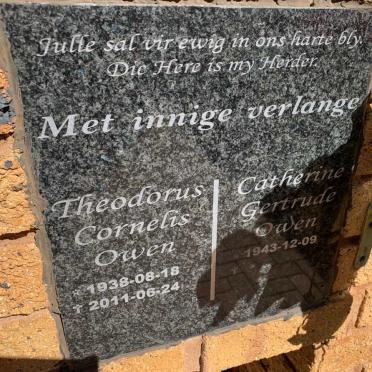 Julle sal vir ewig in ons harte bly.
Die Here is my Herder.
Met innige verlange
Theodorus
Cornelis
Owen
* 1938-08-18
† 2011-06-24
Catherine
Gertrude
Owen
* 1943-12-09
†